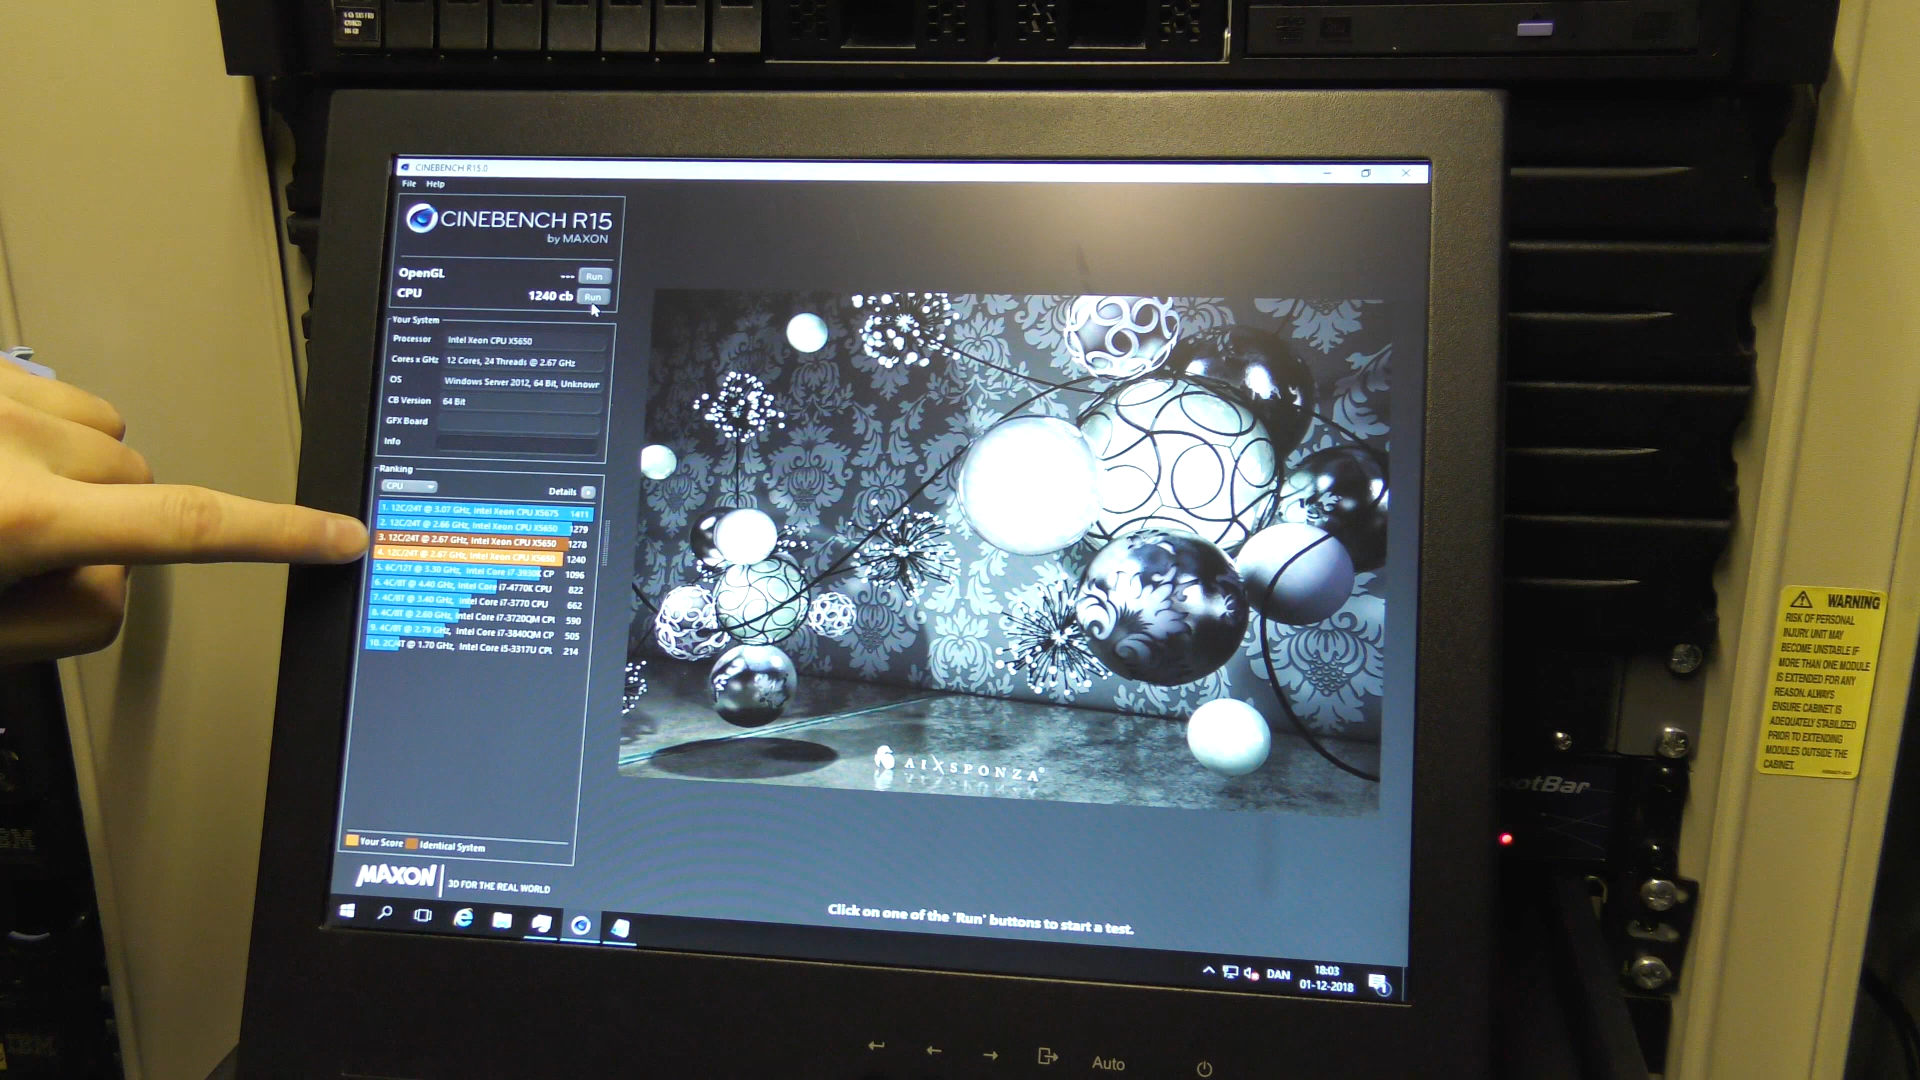 CINEBENCH R15.0
File Help
CINEBENCH R15
by MAXON
OpenGL --- Run
CPU 1240 cb Run
Your System
Processor Intel Xeon CPU X5650
Cores x GHz 12 Cores, 24 Threads @ 2.67 GHz
OS Windows Server 2012, 64 Bit, Unknown
CB Version 64 Bit
GFX Board
Info
Ranking
CPU Details
1. 12C/24T @ 3.07 GHz, Intel Xeon CPU X5675 1411
2. 12C/24T @ 2.66 GHz, Intel Xeon CPU X5650 1279
3. 12C/24T @ 2.67 GHz, Intel Xeon CPU X5650 1278
4. 12C/24T @ 2.67 GHz, Intel Xeon CPU X5650 1240
5. 6C/12T @ 3.30 GHz, Intel Core i7-3930K CP 1096
6. 4C/8T @ 4.40 GHz, Intel Core i7-4770K CPU 822
7. 4C/8T @ 3.40 GHz, Intel Core i7-3770 CPU 662
8. 4C/8T @ 2.60 GHz, Intel Core i7-3720QM CPU 590
9. 4C/8T @ 2.79 GHz, Intel Core i7-3840QM CP 505
10. 2C/4T @ 1.70 GHz, Intel Core i5-3317U CPU 214
Your Score Identical System
MAXON 3D FOR THE REAL WORLD
AIXSPONZA
Click on one of the 'Run' buttons to start a test.
DAN
18:03
01-12-2018
Auto
WARNING
RISK OF PERSONAL
INJURY. UNIT MAY
BECOME UNSTABLE IF
MORE THAN ONE MODULE
IS EXTENDED FOR ANY
REASON. ALWAYS
ENSURE CABINET IS
ADEQUATELY STABILIZED
PRIOR TO EXTENDING
MODULES OUTSIDE THE
CABINET.
ootBar
IBM
IBM